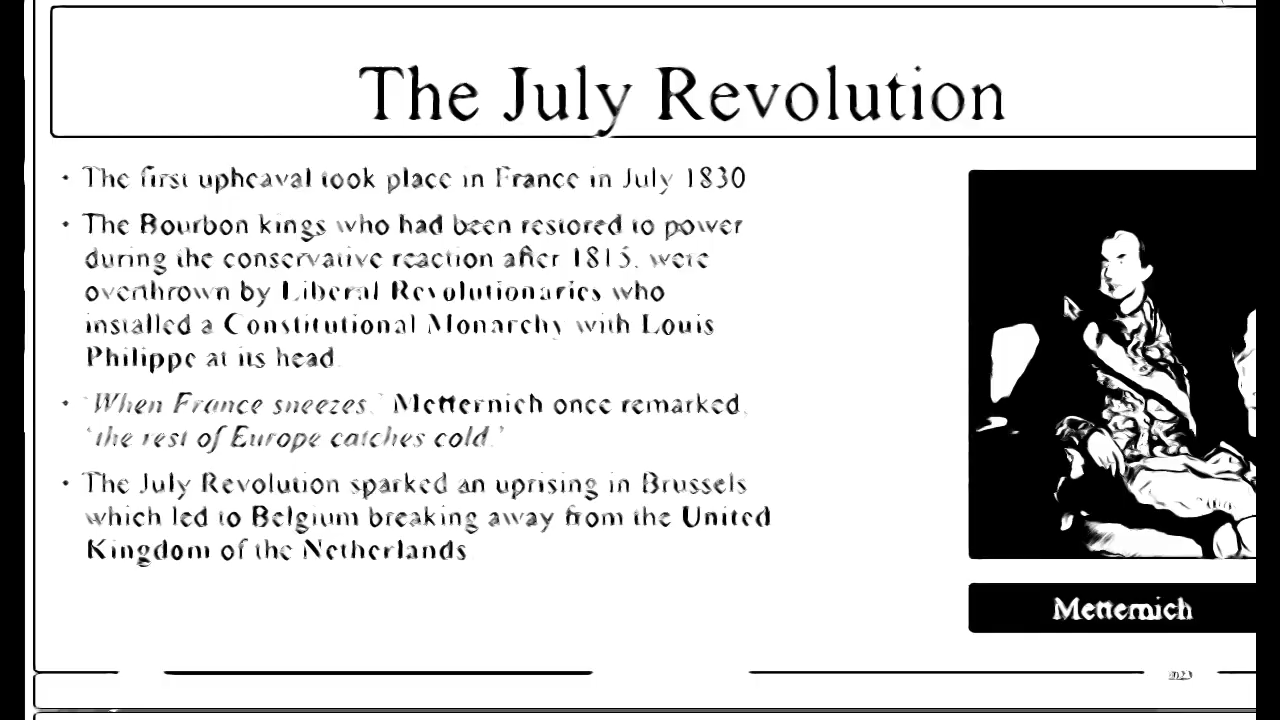 The July Revolution
• The first upheaval took place in France in July 1830
• The Bourbon kings who had been restored to power
during the conservative reaction after 1815, were
overthrown by Liberal Revolutionaries who
installed a Constitutional Monarchy with Louis
Philippe at its head.
• 'When France sneezes,' Metternich once remarked,
'the rest of Europe catches cold.'
• The July Revolution sparked an uprising in Brussels
which led to Belgium breaking away from the United
Kingdom of the Netherlands
Metternich
2023